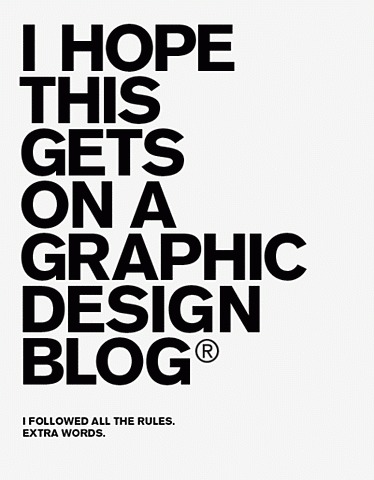 I HOPE
THIS
GETS
ON A
GRAPHIC
DESIGN
BLOG®
I FOLLOWED ALL THE RULES.
EXTRA WORDS.